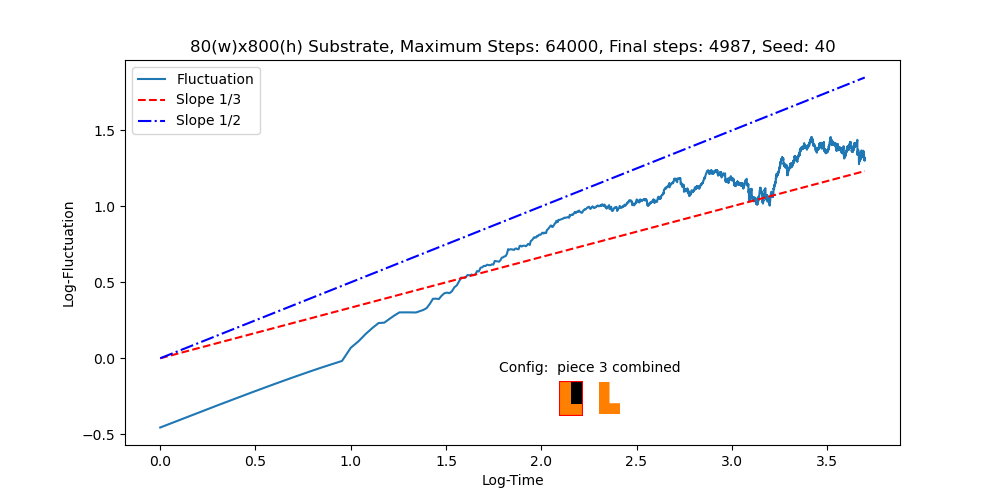 80(w)x800(h) Substrate, Maximum Steps: 64000, Final steps: 4987, Seed: 40
Fluctuation
Slope 1/3
Slope 1/2
1.5
1.0
0.5
0.0
−0.5
Log-Fluctuation
Config:  piece 3 combined
0.0 0.5 1.0 1.5 2.0 2.5 3.0 3.5
Log-Time